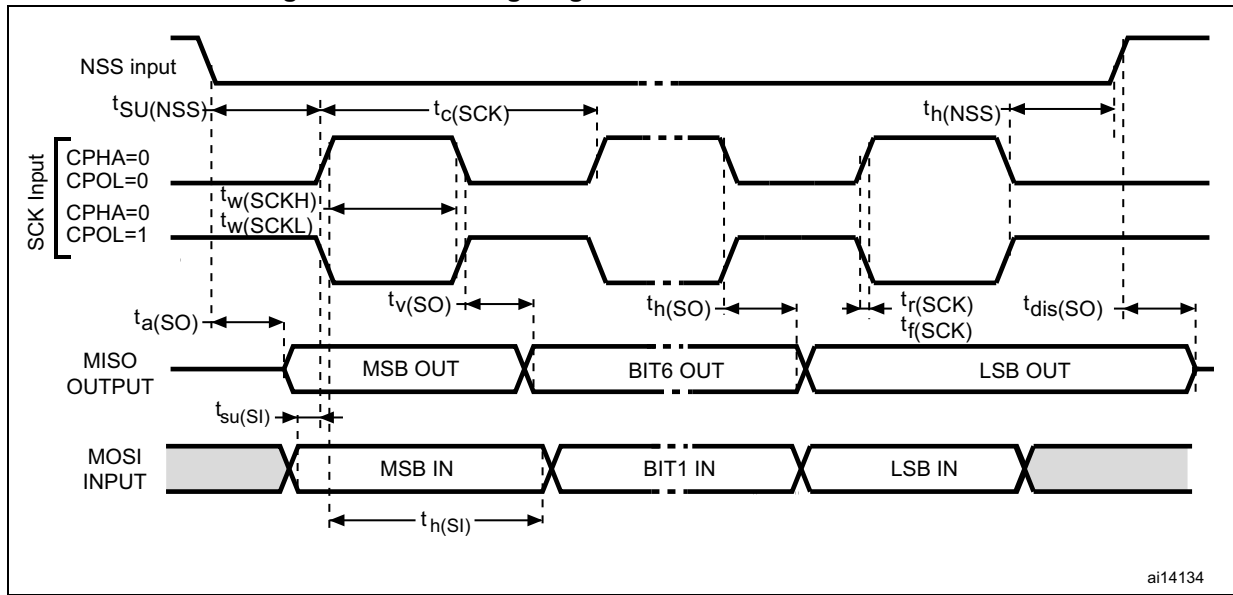 NSS input
tSU(NSS)
tc(SCK)
th(NSS)
SCK Input
CPHA=0
CPOL=0
CPHA=0
CPOL=1
tw(SCKH)
tw(SCKL)
tv(SO)
th(SO)
tr(SCK)
tf(SCK)
tdis(SO)
ta(SO)
MISO
OUTPUT
MSB OUT
BIT6 OUT
LSB OUT
tsu(SI)
MOSI
INPUT
MSB IN
BIT1 IN
LSB IN
th(SI)
ai14134